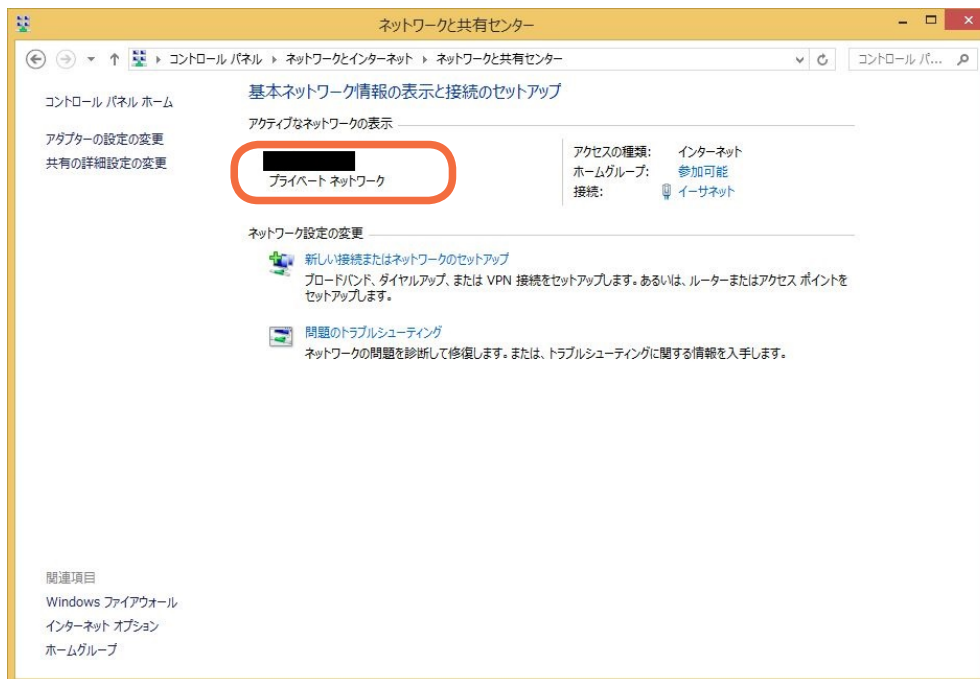 ネットワークと共有センター
コントロール パネル ネットワークとインターネット ネットワークと共有センター
コントロール パ...
コントロール パネル ホーム
アダプターの設定の変更
共有の詳細設定の変更
基本ネットワーク情報の表示と接続のセットアップ
アクティブなネットワークの表示
プライベート ネットワーク
アクセスの種類: インターネット
ホームグループ: 参加可能
接続: イーサネット
ネットワーク設定の変更
新しい接続またはネットワークのセットアップ
ブロードバンド、ダイヤルアップ、または VPN 接続をセットアップします。あるいは、ルーターまたはアクセス ポイントを
セットアップします。
問題のトラブルシューティング
ネットワークの問題を診断して修復します。または、トラブルシューティングに関する情報を入手します。
関連項目
Windows ファイアウォール
インターネット オプション
ホームグループ